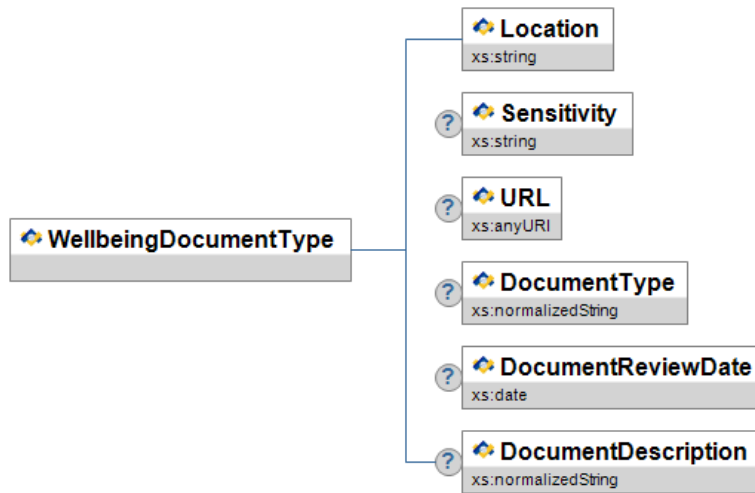 Location
xs:string
?
Sensitivity
xs:string
?
URL
xs:anyURI
WellbeingDocumentType
?
DocumentType
xs:normalizedString
?
DocumentReviewDate
xs:date
?
DocumentDescription
xs:normalizedString